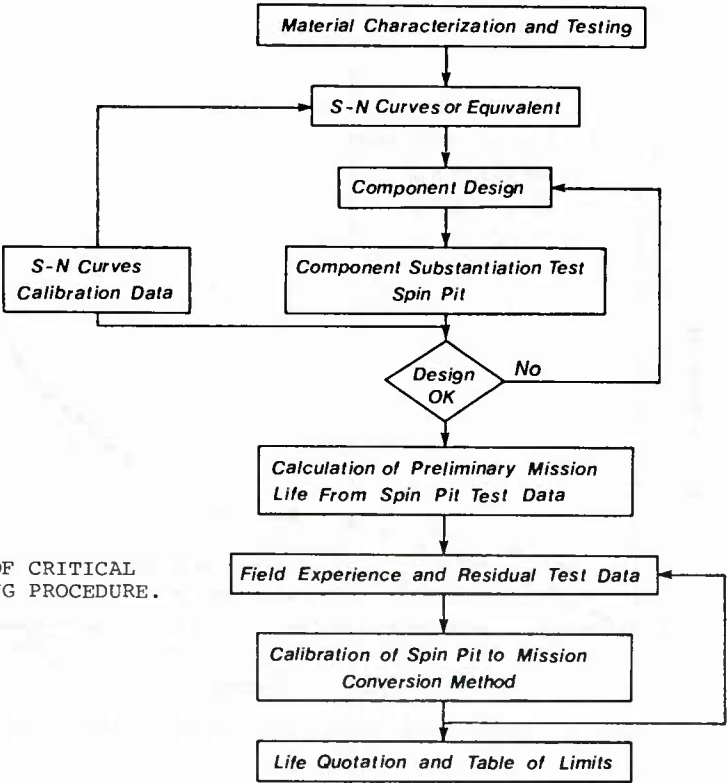 Material Characterization and Testing
S-N Curves or Equivalent
Component Design
S-N Curves
Calibration Data
Component Substantiation Test
Spin Pit
Design
OK
No
Calculation of Preliminary Mission
Life From Spin Pit Test Data
OF CRITICAL
NG PROCEDURE.
Field Experience and Residual Test Data
Calibration of Spin Pit to Mission
Conversion Method
Life Quotation and Table of Limits